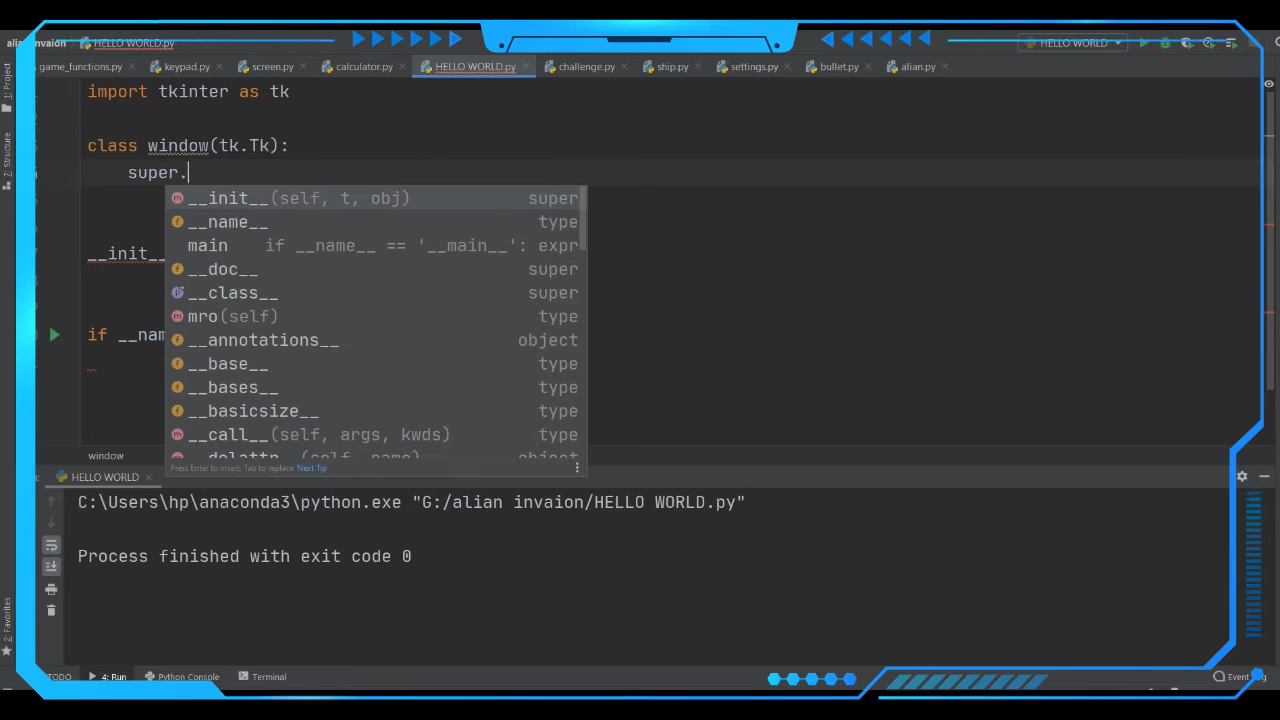 alian invaion HELLO WORLD.py HELLO WORLD
game_functions.py keypad.py screen.py calculator.py HELLO WORLD.py challenge.py ship.py settings.py bullet.py alian.py
1: Project
7: Structure
2: Favorites
import tkinter as tk
class window(tk.Tk):
super.
__init__(self, t, obj) super
__name__ type
main if __name__ == '__main__': expr
__doc__ super
__init__
__class__ super
mro(self) type
if __nam
__annotations__ object
__base__ type
__bases__ type
__basicsize__ type
__call__(self, args, kwds) type
__delattr__(self, name) object
window
Press Enter to insert, Tab to replace Next Tip
HELLO WORLD
C:\Users\hp\anaconda3\python.exe "G:/alian invaion/HELLO WORLD.py"
Process finished with exit code 0
TODO 4: Run Python Console Terminal Event Log